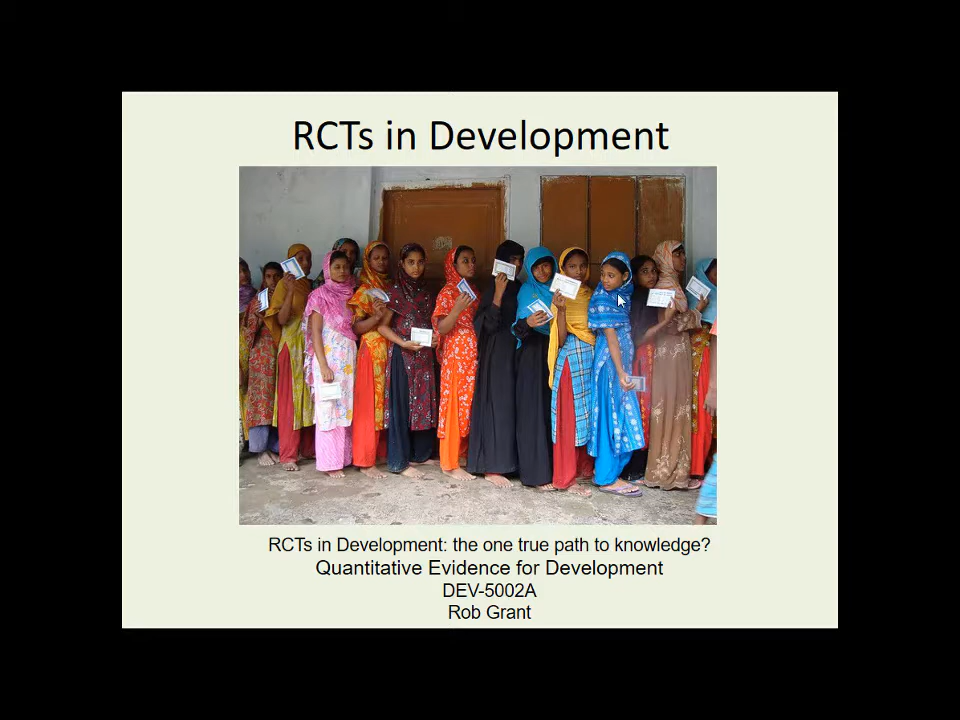 RCTs in Development
RCTs in Development: the one true path to knowledge?
Quantitative Evidence for Development
DEV-5002A
Rob Grant